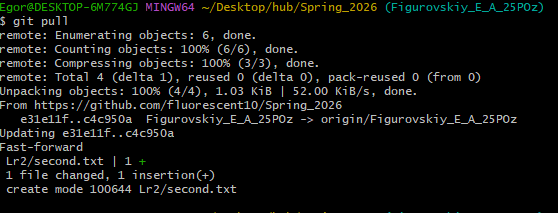 Egor@DESKTOP-6M774GJ MINGW64 ~/Desktop/hub/Spring_2026 (Figurovskiy_E_A_25POz)
$ git pull
remote: Enumerating objects: 6, done.
remote: Counting objects: 100% (6/6), done.
remote: Compressing objects: 100% (3/3), done.
remote: Total 4 (delta 1), reused 0 (delta 0), pack-reused 0 (from 0)
Unpacking objects: 100% (4/4), 1.03 KiB | 52.00 KiB/s, done.
From https://github.com/fluorescent10/Spring_2026
   e31e11f..c4c950a  Figurovskiy_E_A_25POz -> origin/Figurovskiy_E_A_25POz
Updating e31e11f..c4c950a
Fast-forward
 Lr2/second.txt | 1 +
 1 file changed, 1 insertion(+)
 create mode 100644 Lr2/second.txt